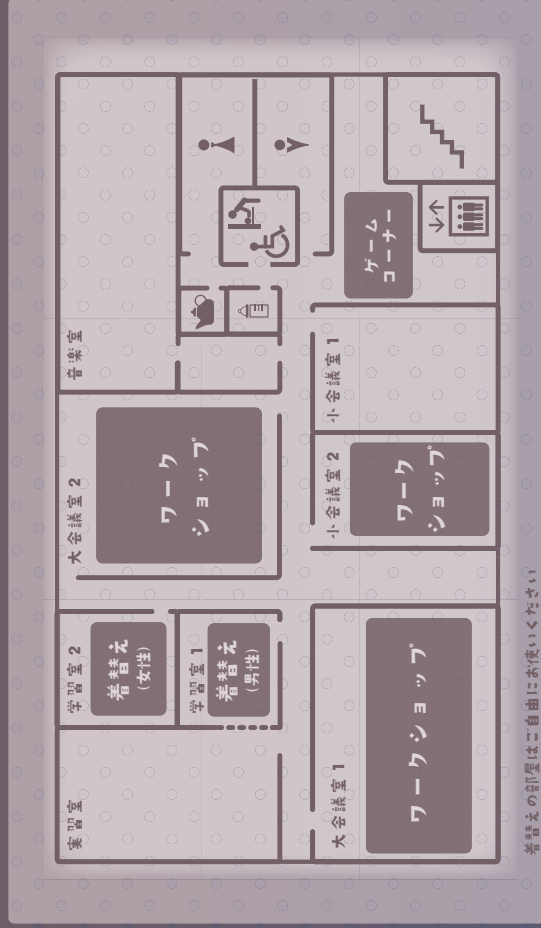 実習室
学習室2
着替え
(女性)
学習室1
着替え
(男性)
大会議室2
ワーク
ショップ
音楽室
大会議室1
ワークショップ
小会議室2
ワーク
ショップ
小会議室1
ゲーム
コーナー
着替えの部屋はご自由にお使いください